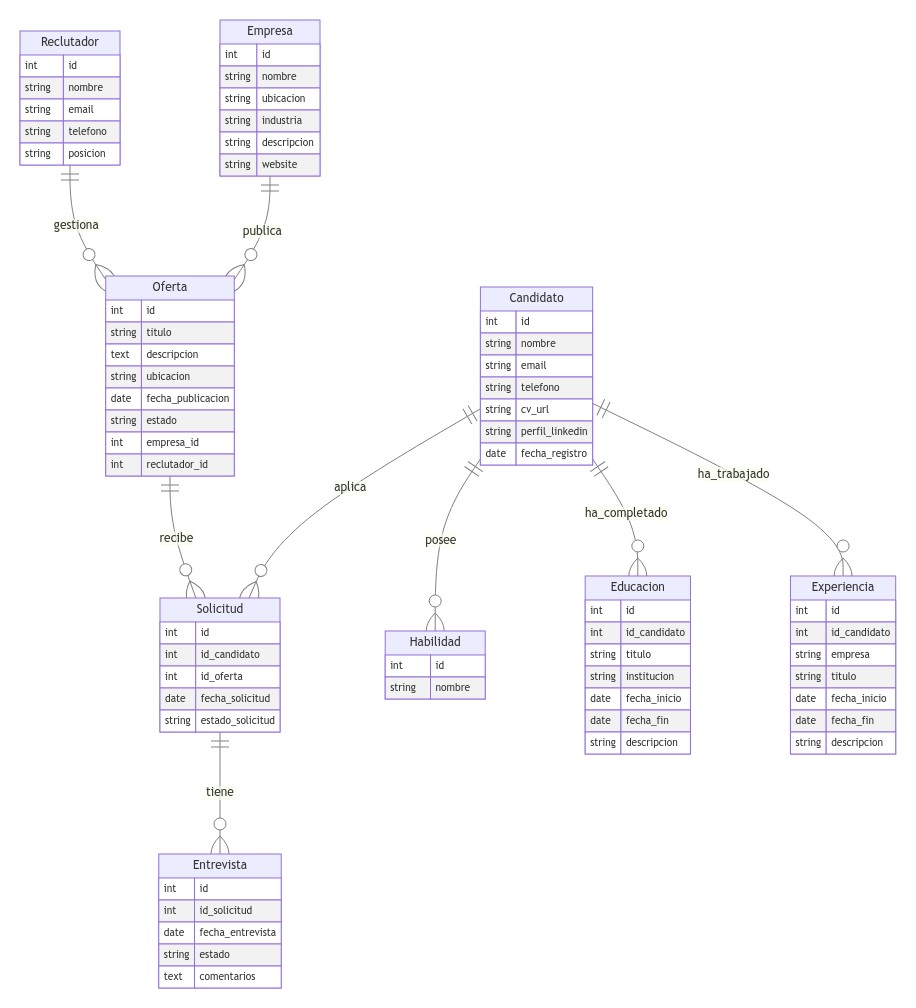 Reclutador
int id
string nombre
string email
string telefono
string posicion
Empresa
int id
string nombre
string ubicacion
string industria
string descripcion
string website
gestiona
publica
Oferta
int id
string titulo
text descripcion
string ubicacion
date fecha_publicacion
string estado
int empresa_id
int reclutador_id
Candidato
int id
string nombre
string email
string telefono
string cv_url
string perfil_linkedin
date fecha_registro
recibe
aplica
posee
ha_completado
ha_trabajado
Solicitud
int id
int id_candidato
int id_oferta
date fecha_solicitud
string estado_solicitud
Habilidad
int id
string nombre
Educacion
int id
int id_candidato
string titulo
string institucion
date fecha_inicio
date fecha_fin
string descripcion
Experiencia
int id
int id_candidato
string empresa
string titulo
date fecha_inicio
date fecha_fin
string descripcion
tiene
Entrevista
int id
int id_solicitud
date fecha_entrevista
string estado
text comentarios